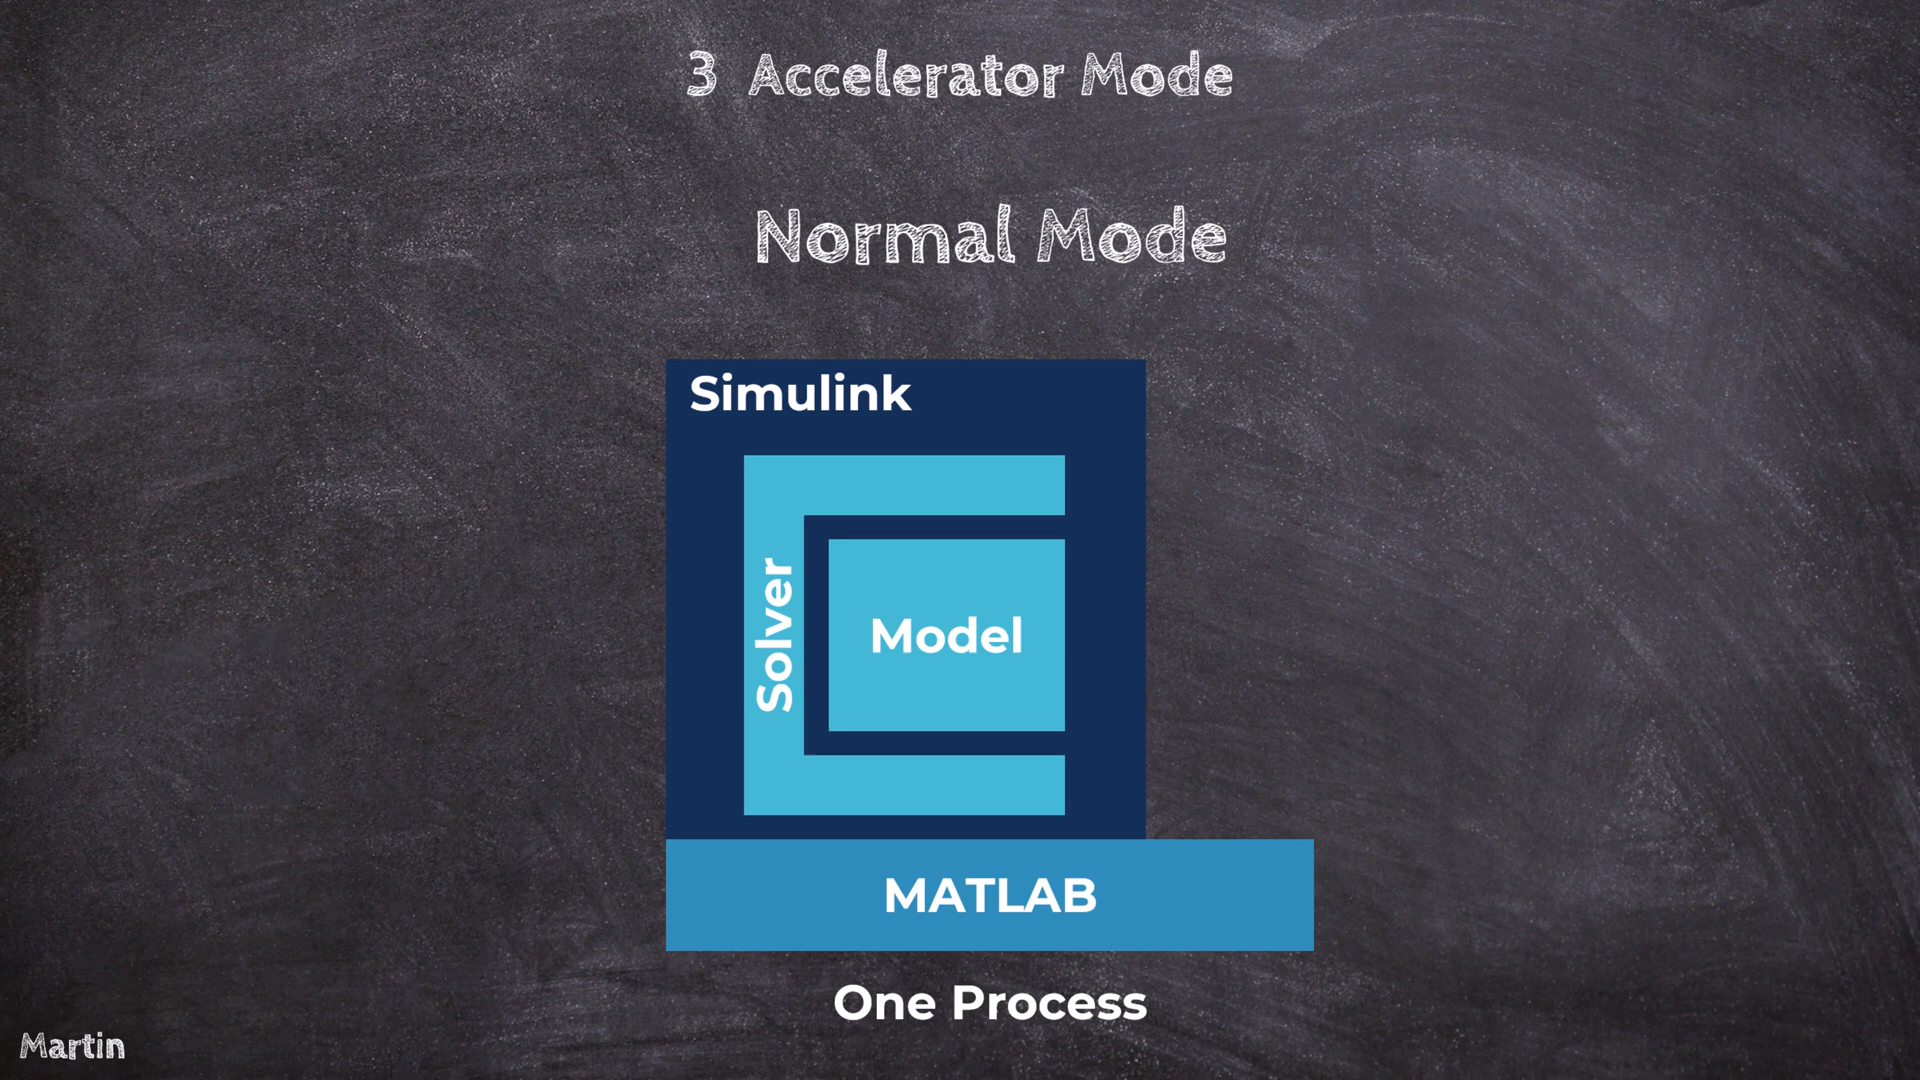 3 Accelerator Mode
Normal Mode
Simulink
Solver
Model
MATLAB
One Process
Martin